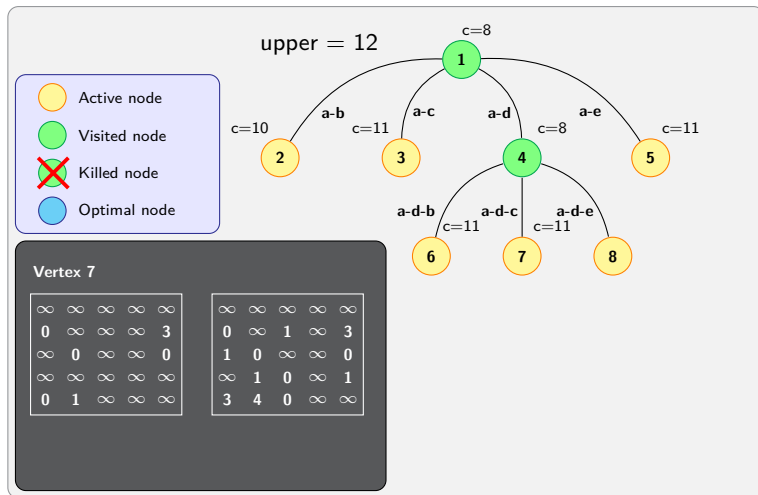 c=8
upper = 12
1
Active node
Visited node
Killed node
Optimal node
a-b
a-c
a-d
a-e
c=10
c=11
c=8
c=11
2
3
4
5
a-d-b
a-d-c
a-d-e
c=11
c=11
6
7
8
Vertex 7
∞ ∞ ∞ ∞ ∞
0 ∞ ∞ ∞ 3
∞ 0 ∞ ∞ 0
∞ ∞ ∞ ∞ ∞
0 1 ∞ ∞ ∞
∞ ∞ ∞ ∞ ∞
0 ∞ 1 ∞ 3
1 0 ∞ ∞ 0
∞ 1 0 ∞ 1
3 4 0 ∞ ∞